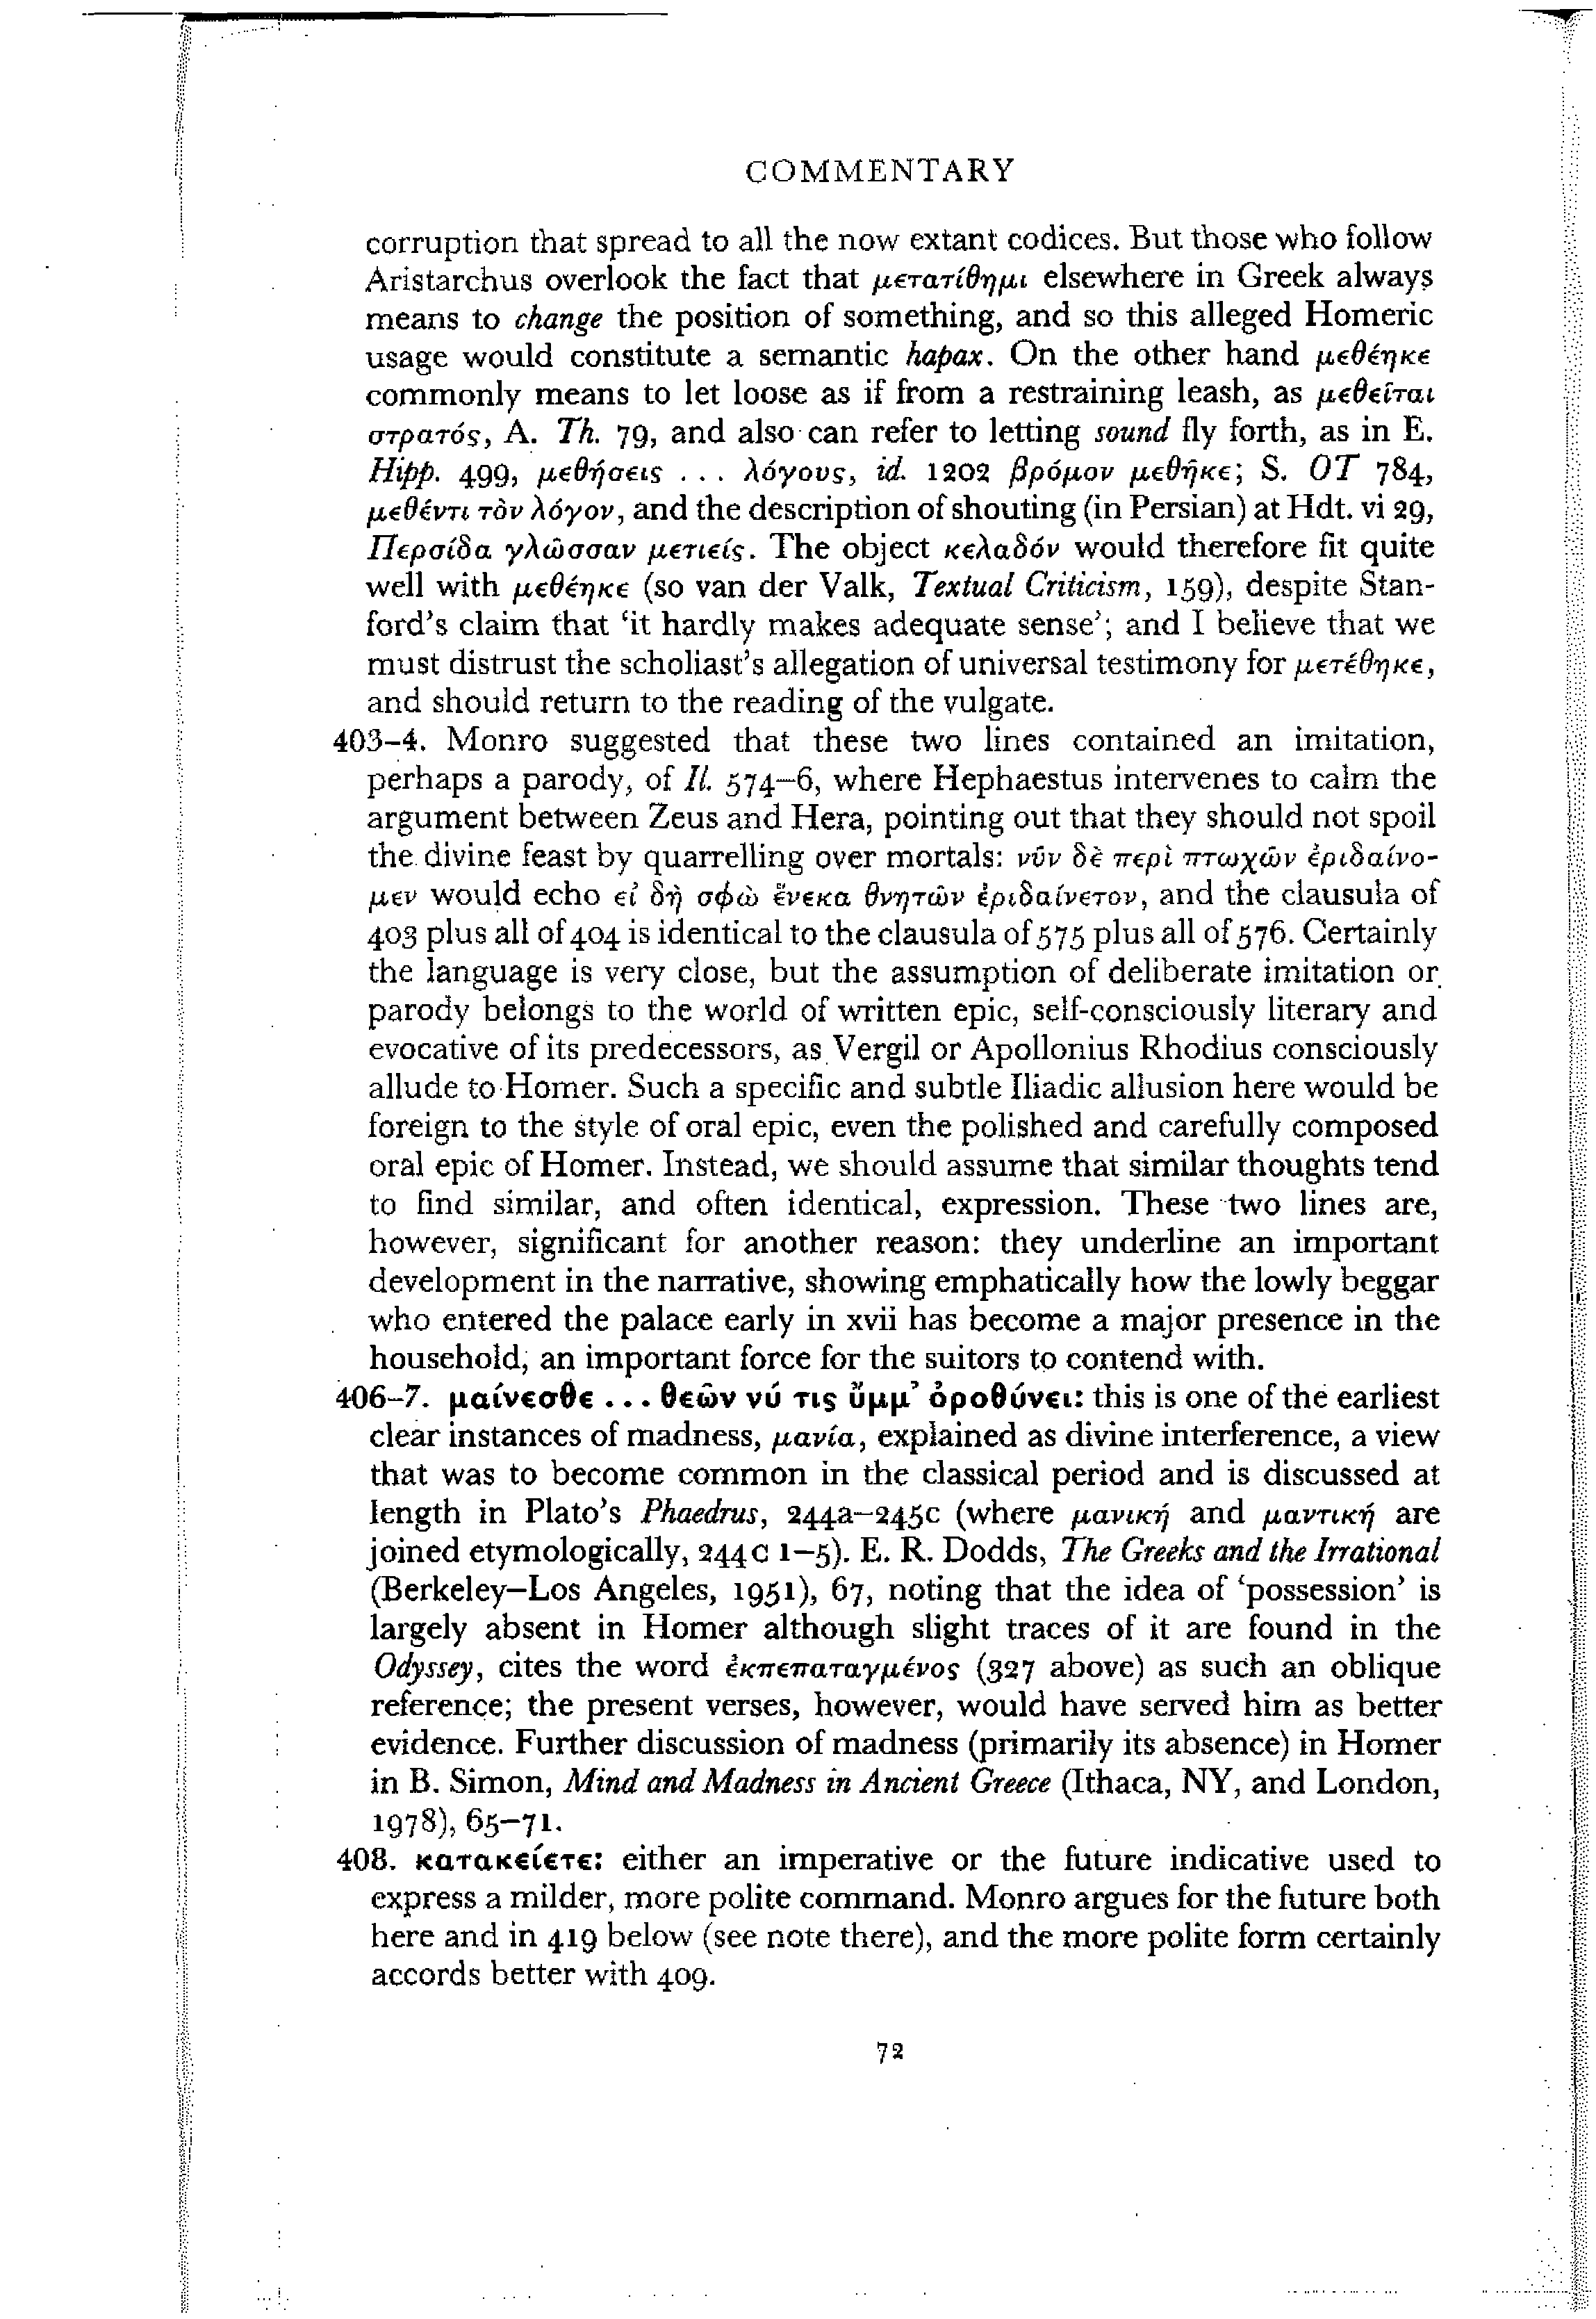 COMMENTARY
corruption that spread to all the now extant codices. But those who follow
Aristarchus overlook the fact that μετατίθημι elsewhere in Greek always
means to change the position of something, and so this alleged Homeric
usage would constitute a semantic hapax. On the other hand μεθέηκε
commonly means to let loose as if from a restraining leash, as μεθεῖται
στρατός, A. Th. 79, and also can refer to letting sound fly forth, as in E.
Hipp. 499, μεθήσεις ... λόγους, id. 1202 βρόμον μεθῆκε; S. OT 784,
μεθέντι τὸν λόγον, and the description of shouting (in Persian) at Hdt. vi 29,
Περσίδα γλῶσσαν μετιείς. The object κελαδόν would therefore fit quite
well with μεθέηκε (so van der Valk, Textual Criticism, 159), despite Stan-
ford's claim that 'it hardly makes adequate sense'; and I believe that we
must distrust the scholiast's allegation of universal testimony for μετέθηκε,
and should return to the reading of the vulgate.
403–4. Monro suggested that these two lines contained an imitation,
perhaps a parody, of Il. 574–6, where Hephaestus intervenes to calm the
argument between Zeus and Hera, pointing out that they should not spoil
the divine feast by quarrelling over mortals: νῦν δὲ περὶ πτωχῶν ἐριδαίνο-
μεν would echo εἰ δὴ σφὼ ἕνεκα θνητῶν ἐριδαίνετον, and the clausula of
403 plus all of 404 is identical to the clausula of 575 plus all of 576. Certainly
the language is very close, but the assumption of deliberate imitation or
parody belongs to the world of written epic, self-consciously literary and
evocative of its predecessors, as Vergil or Apollonius Rhodius consciously
allude to Homer. Such a specific and subtle Iliadic allusion here would be
foreign to the style of oral epic, even the polished and carefully composed
oral epic of Homer. Instead, we should assume that similar thoughts tend
to find similar, and often identical, expression. These two lines are,
however, significant for another reason: they underline an important
development in the narrative, showing emphatically how the lowly beggar
who entered the palace early in xvii has become a major presence in the
household, an important force for the suitors to contend with.
406–7. μαίνεσθε ... θεῶν νύ τις ὔμμ' ὀροθύνει: this is one of the earliest
clear instances of madness, μανία, explained as divine interference, a view
that was to become common in the classical period and is discussed at
length in Plato's Phaedrus, 244a–245c (where μανική and μαντική are
joined etymologically, 244c 1–5). E. R. Dodds, The Greeks and the Irrational
(Berkeley–Los Angeles, 1951), 67, noting that the idea of 'possession' is
largely absent in Homer although slight traces of it are found in the
Odyssey, cites the word ἐκπεπαταγμένος (327 above) as such an oblique
reference; the present verses, however, would have served him as better
evidence. Further discussion of madness (primarily its absence) in Homer
in B. Simon, Mind and Madness in Ancient Greece (Ithaca, NY, and London,
1978), 65–71.
408. κατακείετε: either an imperative or the future indicative used to
express a milder, more polite command. Monro argues for the future both
here and in 419 below (see note there), and the more polite form certainly
accords better with 409.
72